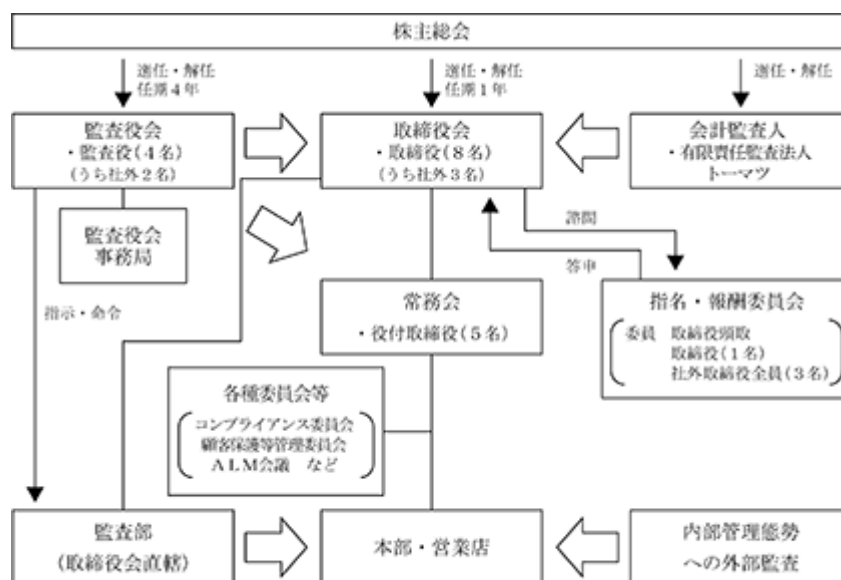 株主総会
選任・解任
任期4年
選任・解任
任期1年
選任・解任
監査役会
・監査役(4名)
(うち社外2名)
取締役会
・取締役(8名)
(うち社外3名)
会計監査人
・有限責任監査法人
トーマツ
監査役会
事務局
諮問
答申
指示・命令
常務会
・役付取締役(5名)
指名・報酬委員会
委員 取締役頭取
取締役(1名)
社外取締役全員(3名)
各種委員会等
コンプライアンス委員会
顧客保護等管理委員会
ALM会議 など
監査部
(取締役会直轄)
本部・営業店
内部管理態勢
への外部監査